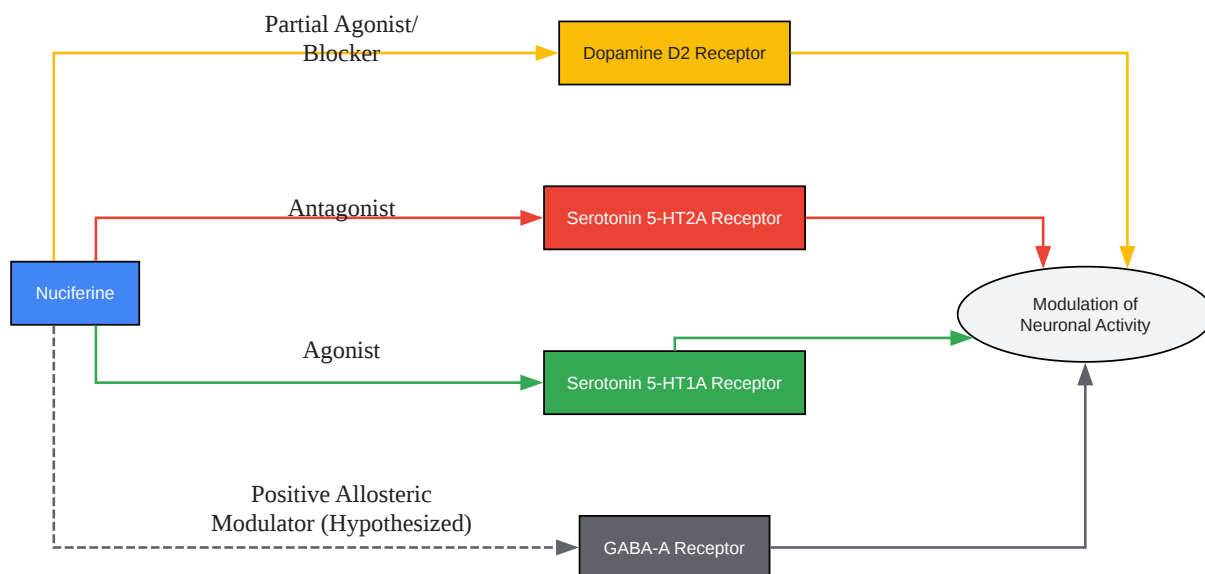 Partial Agonist/
Blocker
Dopamine D2 Receptor
Antagonist
Serotonin 5-HT2A Receptor
Nuciferine
Modulation of
Neuronal Activity
Agonist
Serotonin 5-HT1A Receptor
Positive Allosteric
Modulator (Hypothesized)
GABA-A Receptor